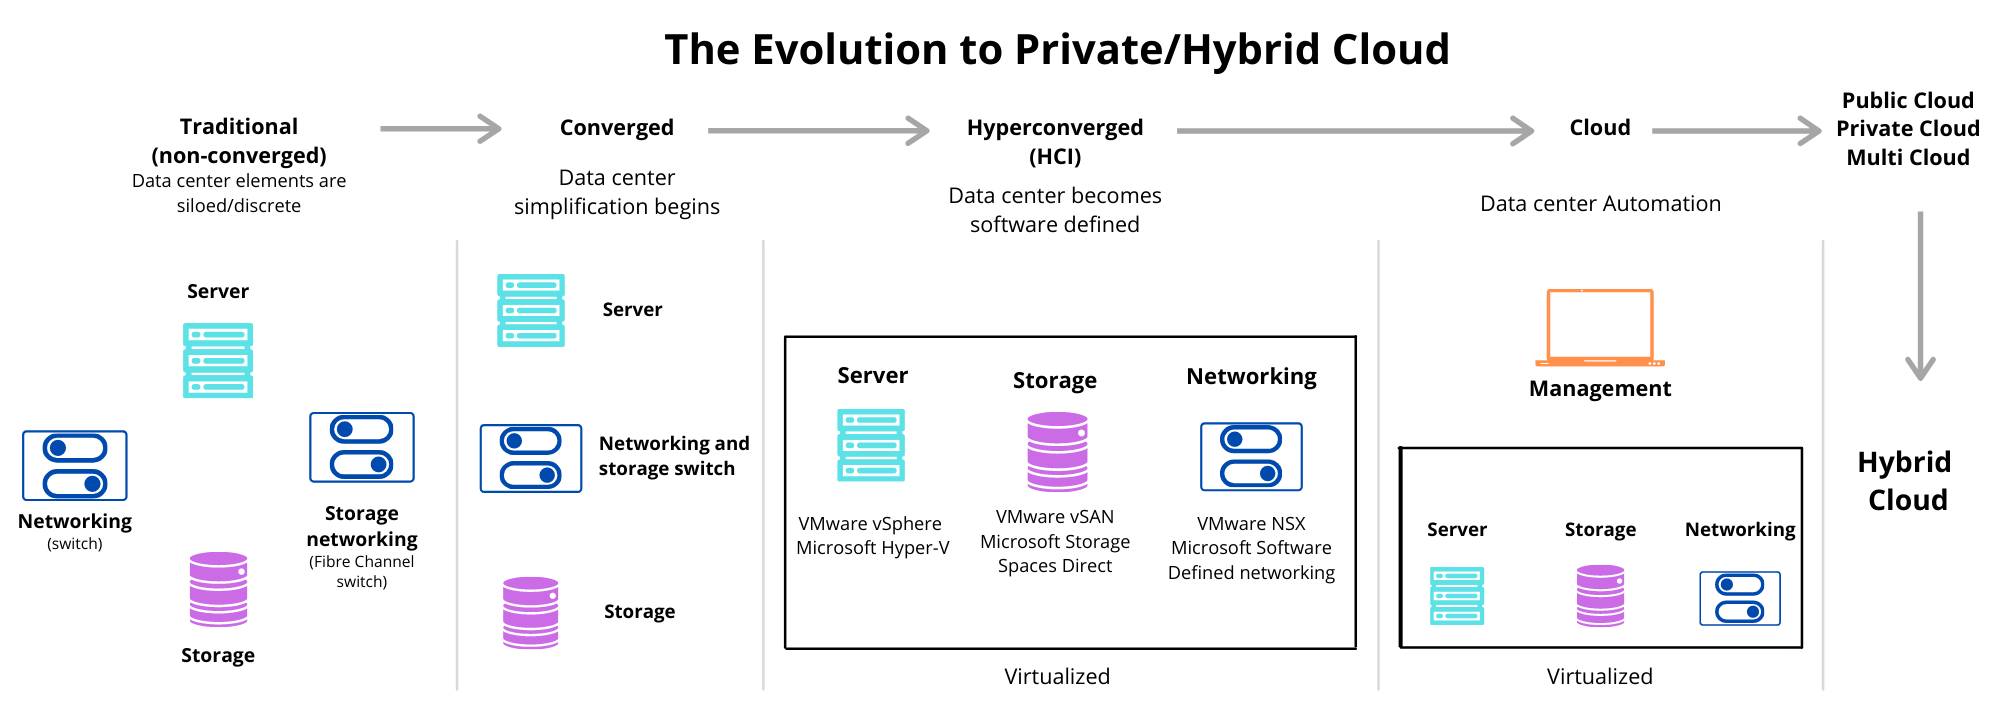 The Evolution to Private/Hybrid Cloud
Traditional
(non-converged)
Data center elements are
siloed/discrete
Server
Networking
(switch)
Storage
networking
(Fibre Channel
switch)
Storage
Converged
Data center
simplification begins
Server
Networking and
storage switch
Storage
Hyperconverged
(HCI)
Data center becomes
software defined
Server
VMware vSphere
Microsoft Hyper-V
Storage
VMware vSAN
Microsoft Storage
Spaces Direct
Networking
VMware NSX
Microsoft Software
Defined networking
Virtualized
Cloud
Data center Automation
Management
Server
Storage
Networking
Virtualized
Public Cloud
Private Cloud
Multi Cloud
Hybrid
Cloud